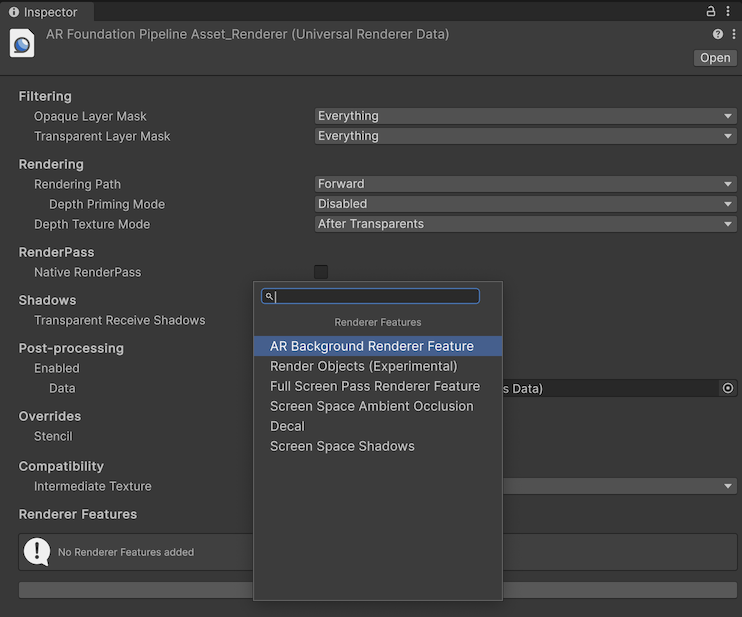 Inspector
AR Foundation Pipeline Asset_Renderer (Universal Renderer Data)
Open
Filtering
Opaque Layer Mask Everything
Transparent Layer Mask Everything
Rendering
Rendering Path Forward
Depth Priming Mode Disabled
Depth Texture Mode After Transparents
RenderPass
Native RenderPass
Shadows
Transparent Receive Shadows
Post-processing
Enabled
Data s Data)
Overrides
Stencil
Compatibility
Intermediate Texture
Renderer Features
No Renderer Features added
Renderer Features
AR Background Renderer Feature
Render Objects (Experimental)
Full Screen Pass Renderer Feature
Screen Space Ambient Occlusion
Decal
Screen Space Shadows